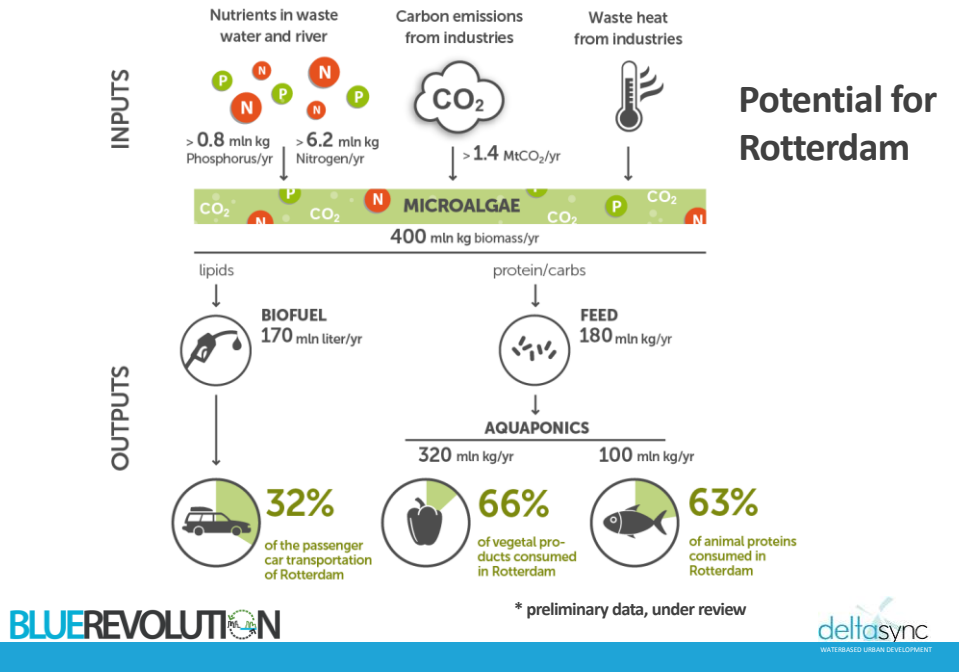 Nutrients in waste
water and river
Carbon emissions
from industries
Waste heat
from industries
Potential for
Rotterdam
INPUTS
P
N
N
P
N
N
P
CO₂
> 0.8 mln kg
Phosphorus/yr
> 6.2 mln kg
Nitrogen/yr
> 1.4 MtCO₂/yr
CO₂
N
P
CO₂
N
MICROALGAE
P
CO₂
P
CO₂
N
400 mln kg biomass/yr
lipids
protein/carbs
BIOFUEL
170 mln liter/yr
FEED
180 mln kg/yr
OUTPUTS
AQUAPONICS
320 mln kg/yr
100 mln kg/yr
32%
of the passenger
car transportation
of Rotterdam
66%
of vegetal pro-
ducts consumed
in Rotterdam
63%
of animal proteins
consumed in
Rotterdam
* preliminary data, under review
BLUEREVOLUTION
deltasync
WATERBASED URBAN DEVELOPMENT